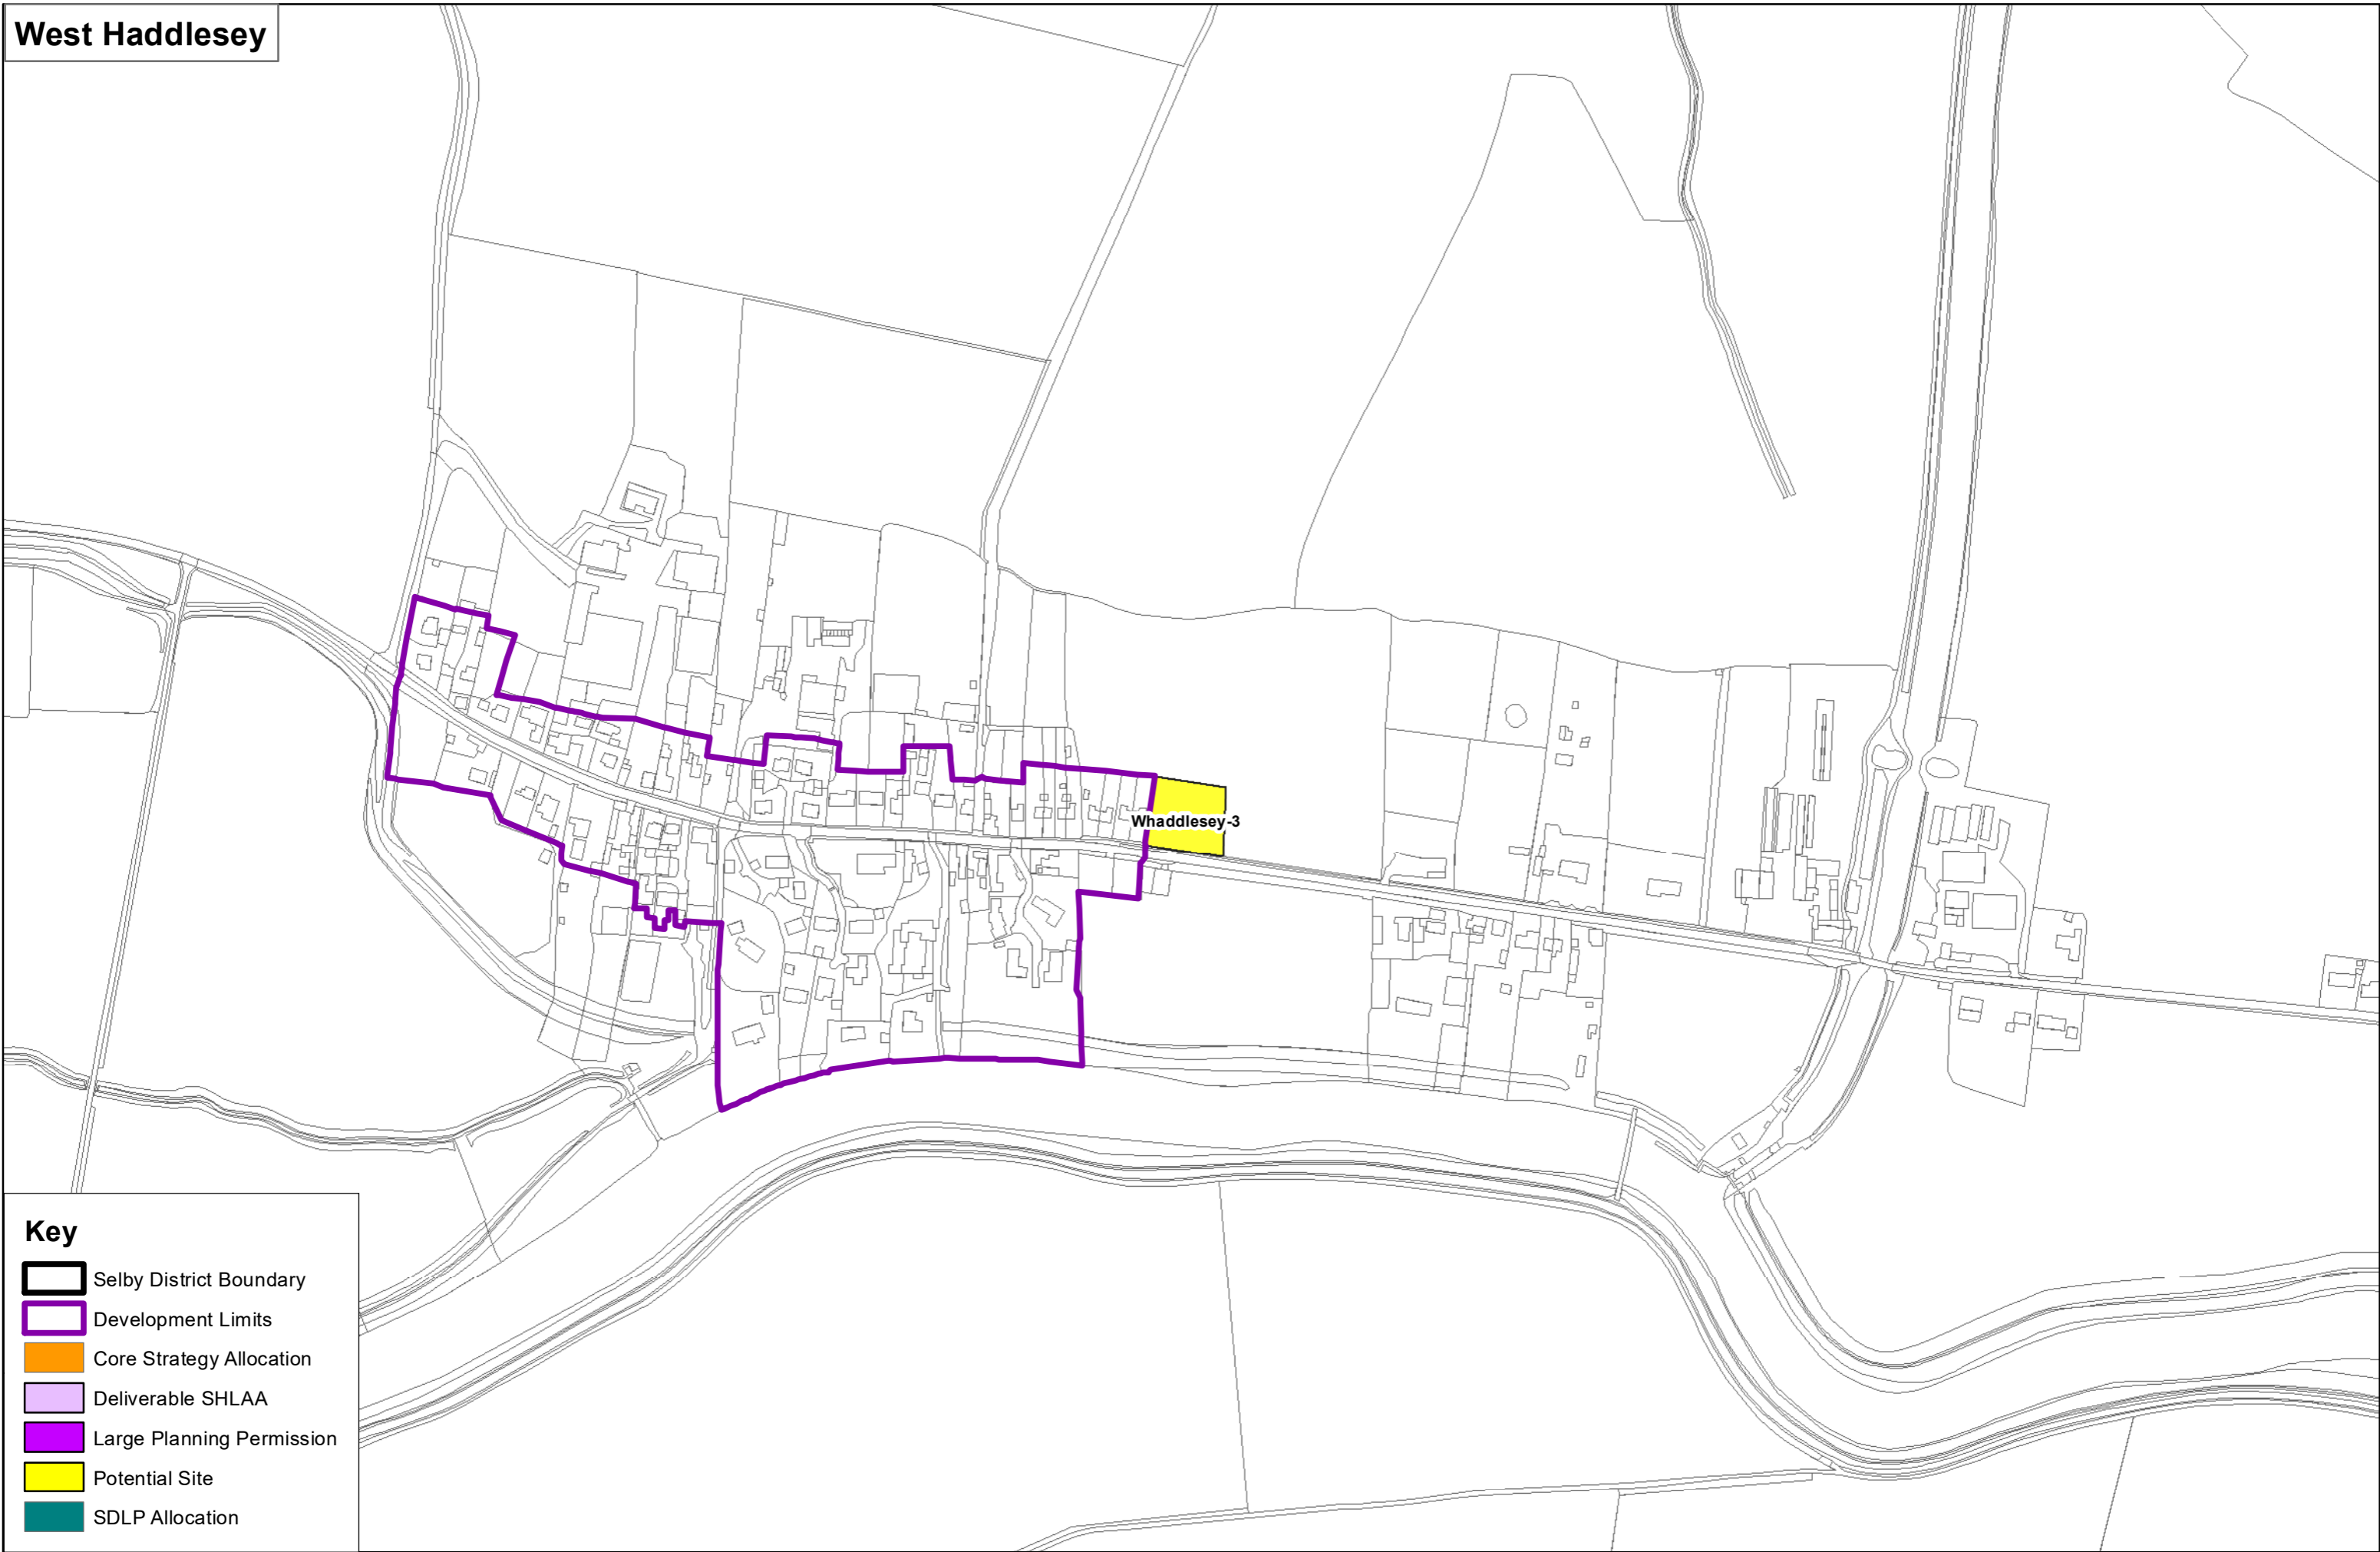 West Haddlesey
Whaddlesey-3
Key
Selby District Boundary
Development Limits
Core Strategy Allocation
Deliverable SHLAA
Large Planning Permission
Potential Site
SDLP Allocation